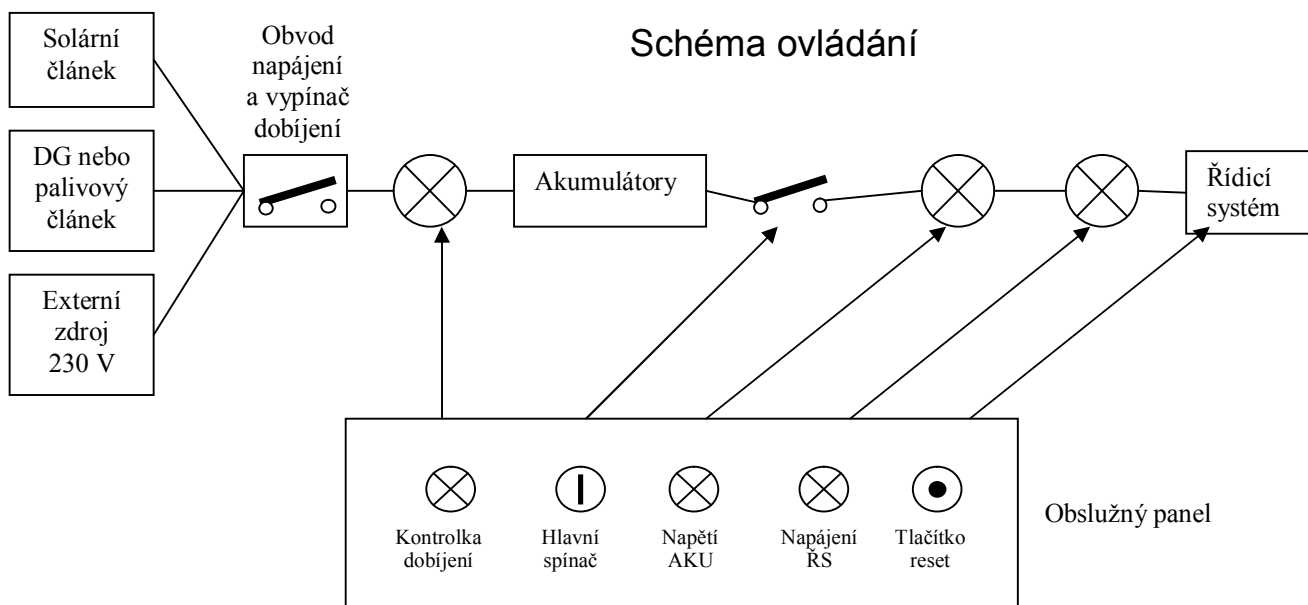 Schéma ovládání
Solární
článek
Obvod
napájení
a vypínač
dobíjení
DG nebo
palivový
článek
Externí
zdroj
230 V
Akumulátory
Řídicí
systém
Kontrolka
dobíjení
Hlavní
spínač
Napětí
AKU
Napájení
ŘS
Tlačítko
reset
Obslužný panel